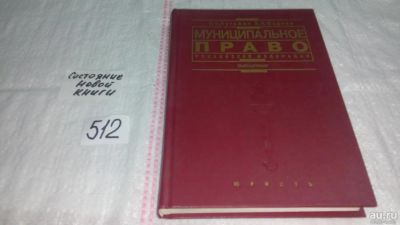 Состояние
новой
книги
512
МУНИЦИПАЛЬНОЕ
ПРАВО
РОССИЙСКОЙ ФЕДЕРАЦИИ
ЮРИСТЪ
au.ru